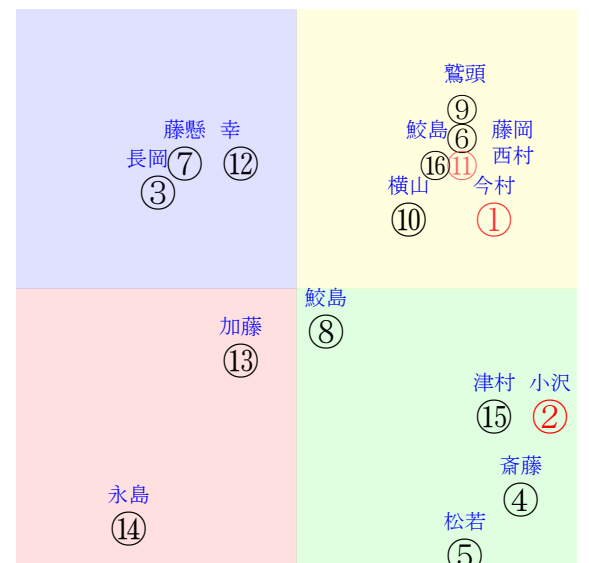 鷲頭
⑨
藤懸 幸 鮫島 ⑥ 藤岡
長岡 ⑦ ⑫ ⑯ ⑪ 西村
③ 横山 今村
⑩ ①
鮫島
加藤 ⑧
⑬
津村 小沢
⑮ ②
斎藤
永島 ④
⑭ 松若
⑤